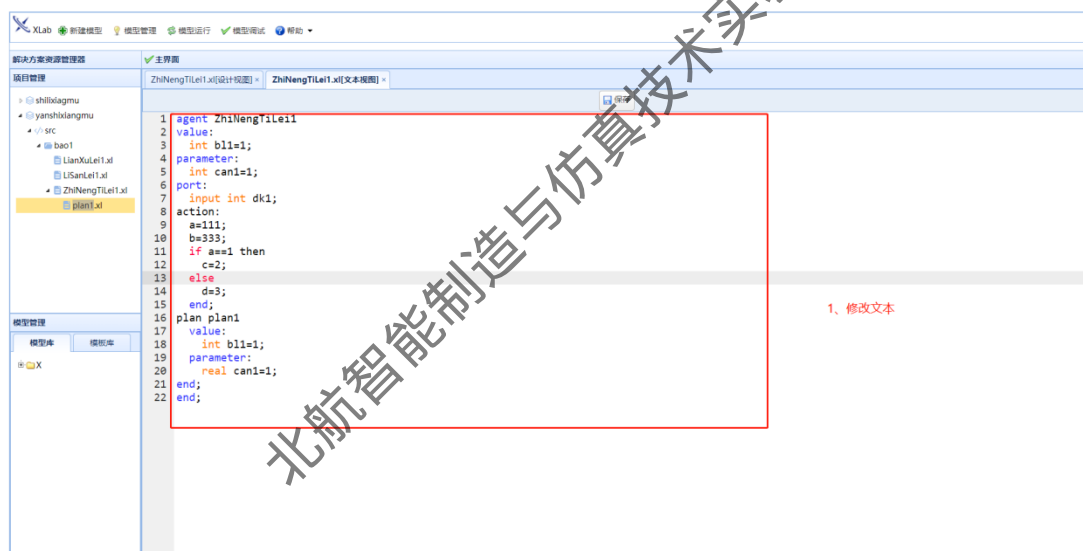 XLab 新建模型 模型管理 模型运行 模型调试 帮助
解决方案资源管理器
主界面
项目管理
ZhiNengTiLei1.xl[设计视图] × ZhiNengTiLei1.xl[文本视图] ×
保存
shilixiagmu
yanshixiangmu
src
bao1
LianXuLei1.xl
LiSanLei1.xl
ZhiNengTiLei1.xl
plan1.xl
模型管理
模型库 模板库
X
1 agent ZhiNengTiLei1
2 value:
3 int bl1=1;
4 parameter:
5 int can1=1;
6 port:
7 input int dk1;
8 action:
9 a=111;
10 b=333;
11 if a==1 then
12 c=2;
13 else
14 d=3;
15 end;
16 plan plan1
17 value:
18 int bl1=1;
19 parameter:
20 real can1=1;
21 end;
22 end;
1、修改文本
北航智能制造与仿真技术实